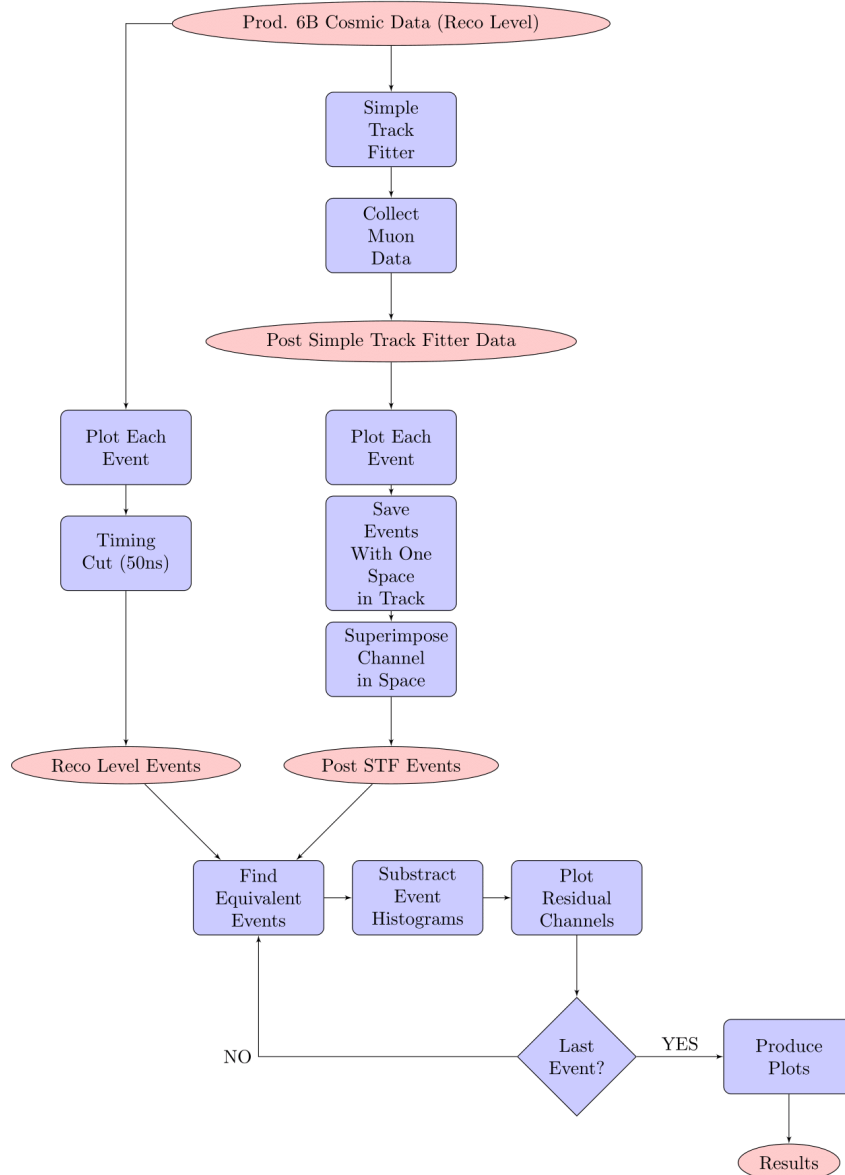 Prod. 6B Cosmic Data (Reco Level)
Simple
Track
Fitter
Collect
Muon
Data
Post Simple Track Fitter Data
Plot Each
Event
Plot Each
Event
Timing
Cut (50ns)
Save
Events
With One
Space
in Track
Superimpose
Channel
in Space
Reco Level Events
Post STF Events
Find
Equivalent
Events
Substract
Event
Histograms
Plot
Residual
Channels
Last
Event?
NO
YES
Produce
Plots
Results